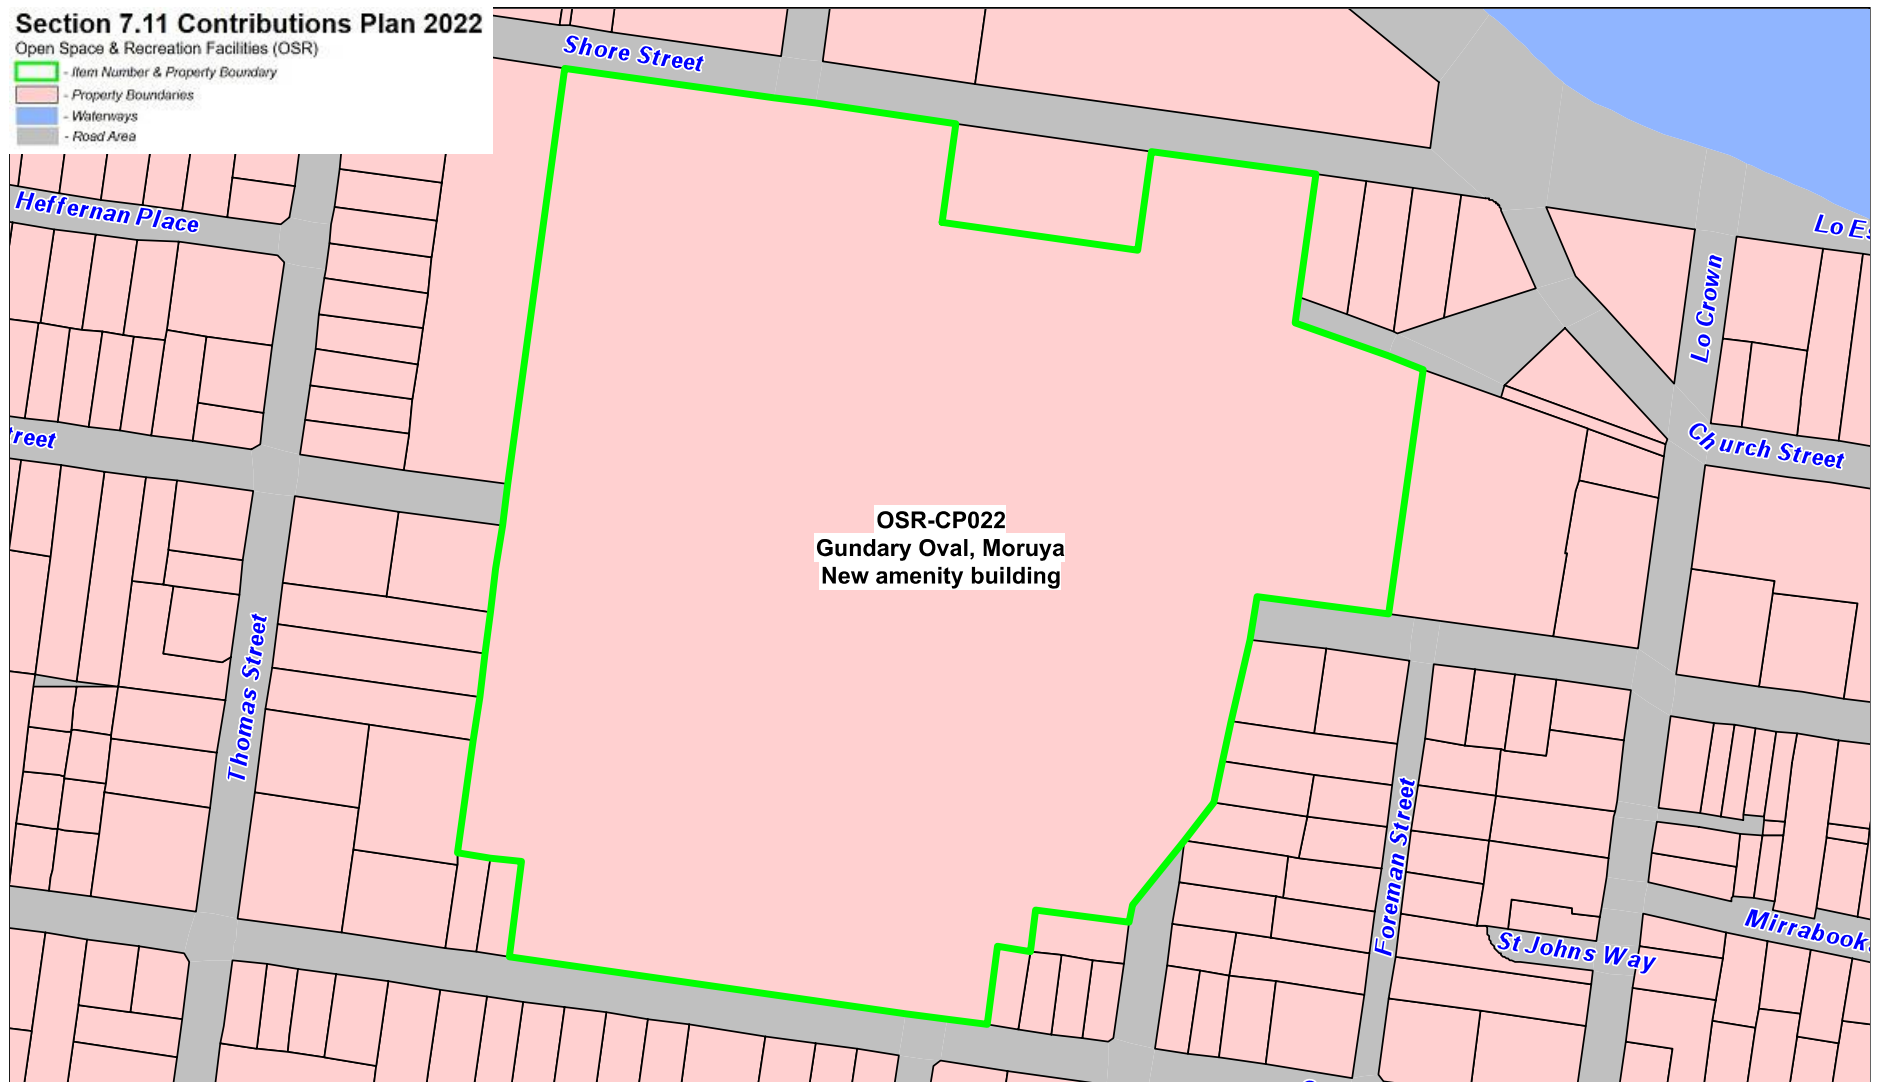 Section 7.11 Contributions Plan 2022
Open Space & Recreation Facilities (OSR)
- Item Number & Property Boundary
- Property Boundaries
- Waterways
- Road Area
Shore Street
Heffernan Place
Lo Crown
Church Street
OSR-CP022
Gundary Oval, Moruya
New amenity building
Thomas Street
Foreman Street
St Johns Way
Mirrabook